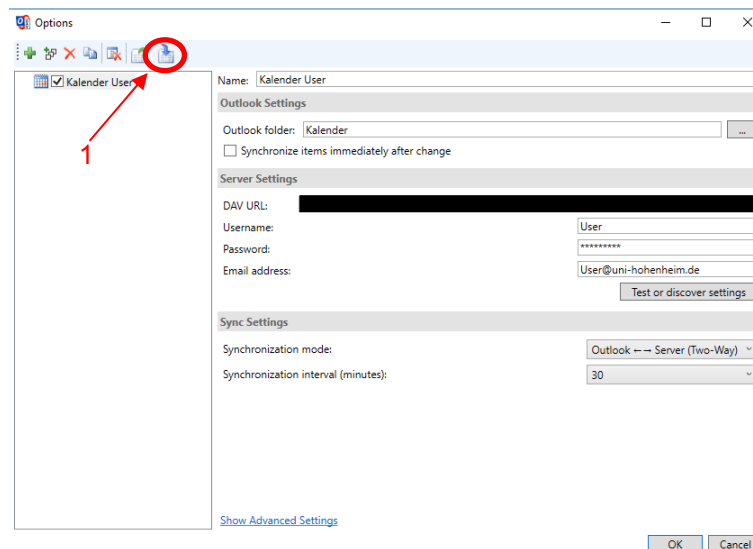 Options
Kalender User
Name: Kalender User
Outlook Settings
Outlook folder: Kalender ...
Synchronize items immediately after change
Server Settings
DAV URL:
Username: User
Password: *********
Email address: User@uni-hohenheim.de
Test or discover settings
Sync Settings
Synchronization mode: Outlook ←→ Server (Two-Way)
Synchronization interval (minutes): 30
Show Advanced Settings
OK Cancel
1